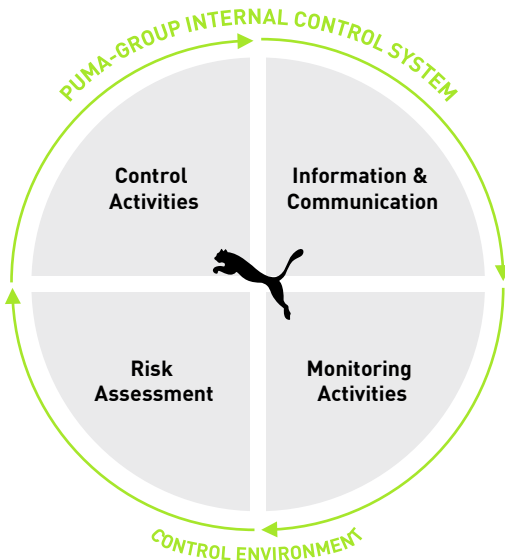 PUMA-GROUP INTERNAL CONTROL SYSTEM
Control
Activities
Information &
Communication
Risk
Assessment
Monitoring
Activities
CONTROL ENVIRONMENT